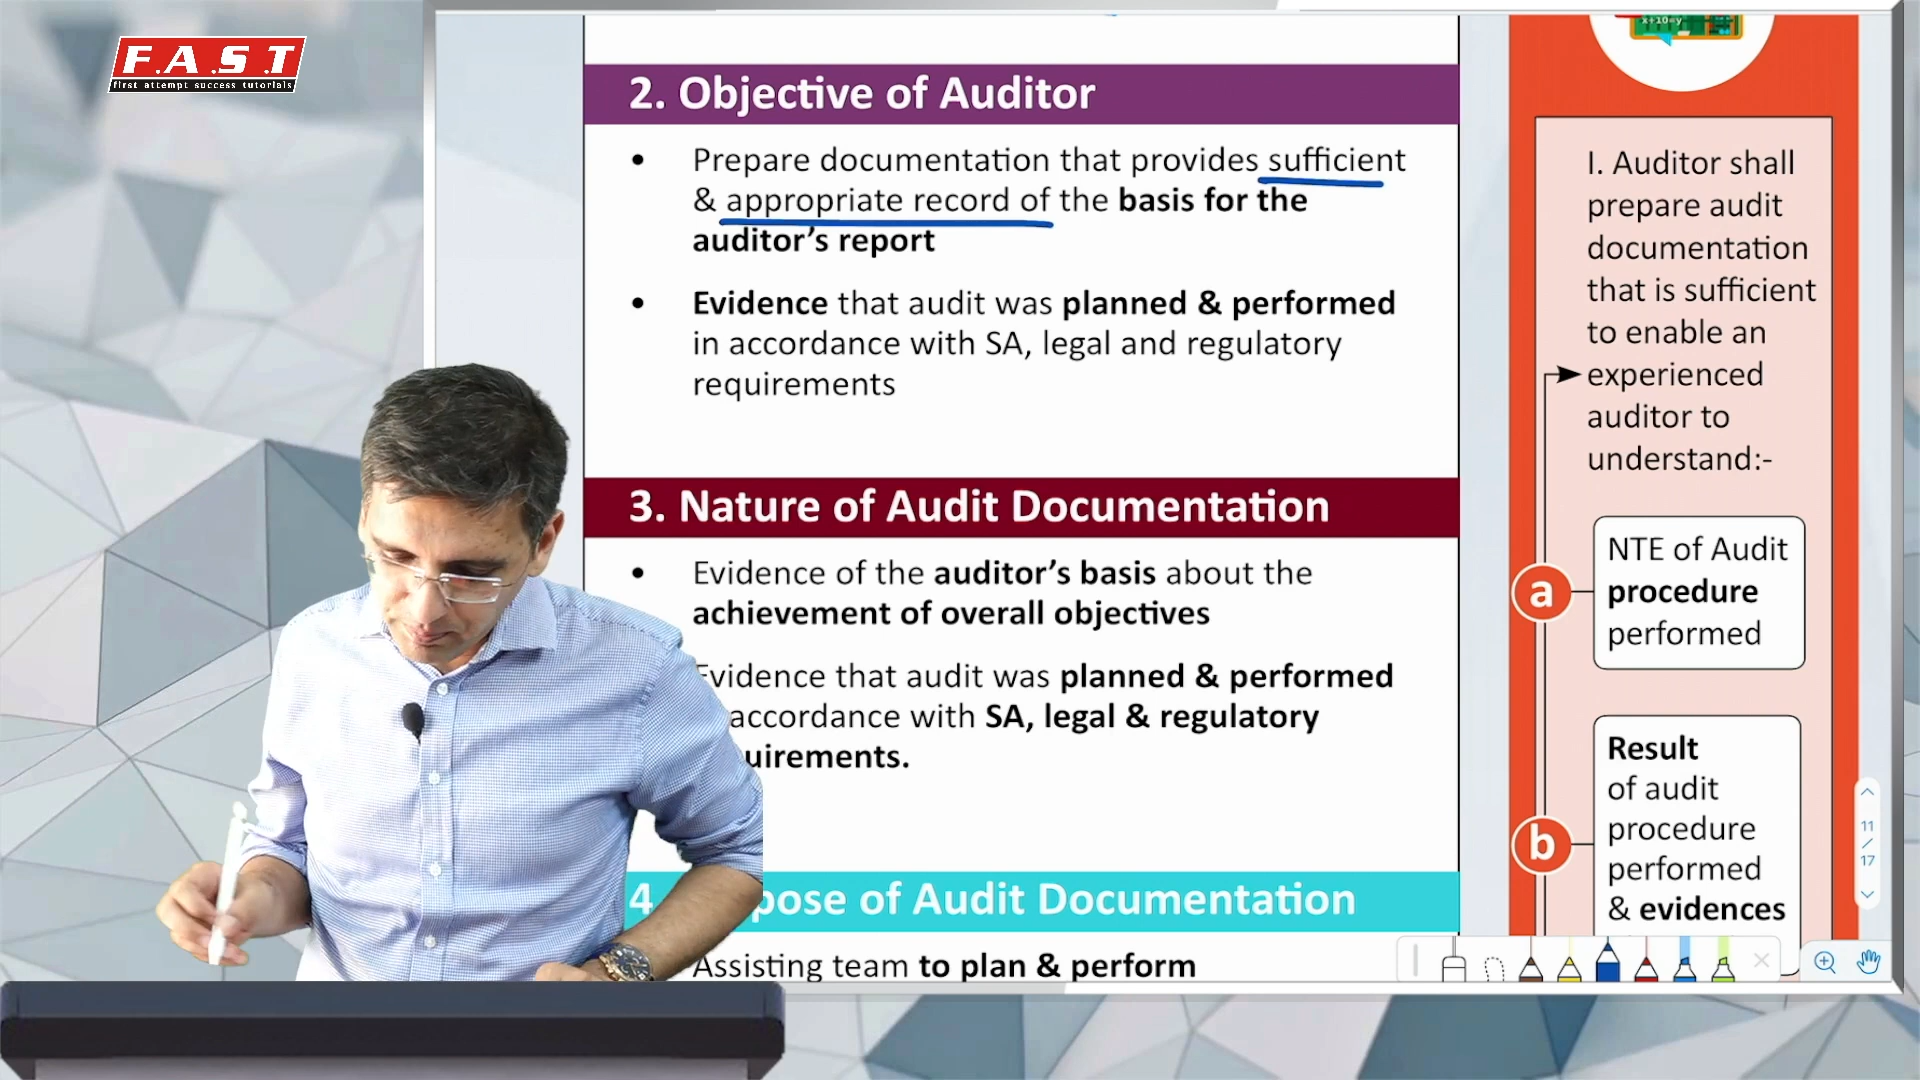 F.A.S.T
first attempt success tutorials
x+10=y
2. Objective of Auditor
• Prepare documentation that provides sufficient
& appropriate record of the basis for the
auditor's report
• Evidence that audit was planned & performed
in accordance with SA, legal and regulatory
requirements
3. Nature of Audit Documentation
• Evidence of the auditor's basis about the
achievement of overall objectives
Evidence that audit was planned & performed
accordance with SA, legal & regulatory
uirements.
4 pose of Audit Documentation
Assisting team to plan & perform
I. Auditor shall
prepare audit
documentation
that is sufficient
to enable an
experienced
auditor to
understand:-
a
NTE of Audit
procedure
performed
b
Result
of audit
procedure
performed
& evidences
11
/
17